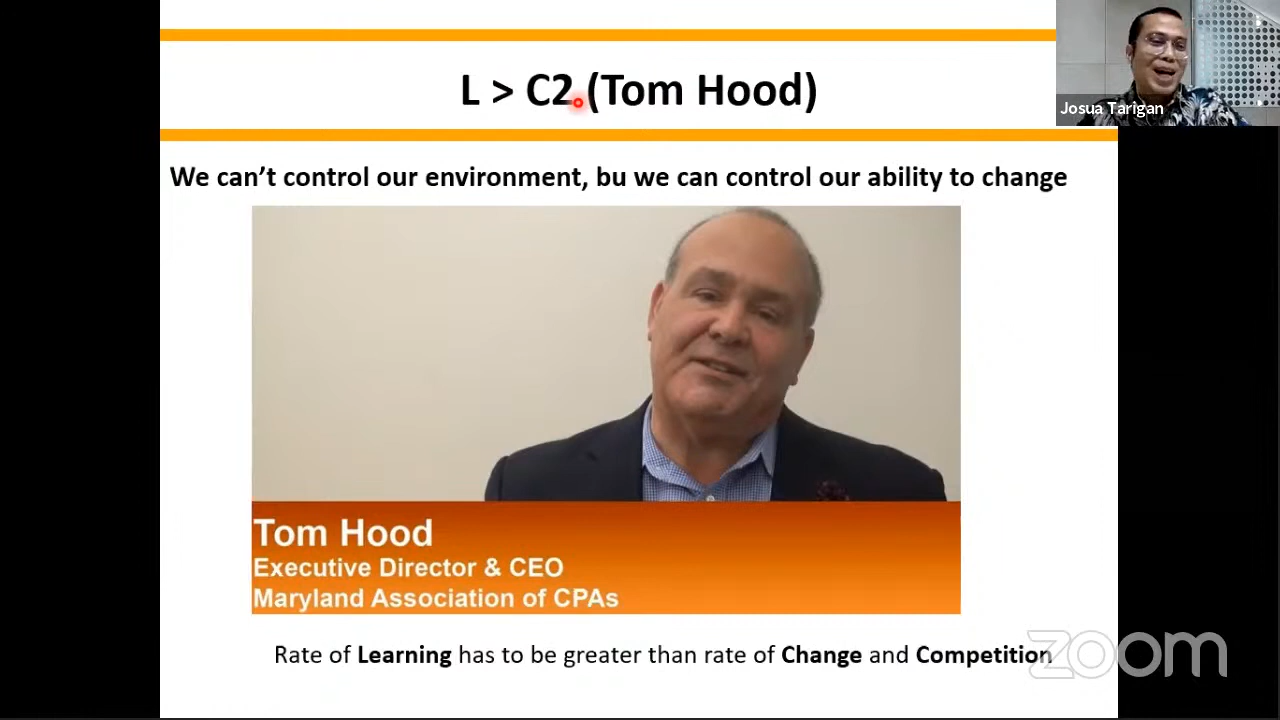 L > C2 (Tom Hood)
Josua Tarigan
We can’t control our environment, bu we can control our ability to change
Tom Hood
Executive Director & CEO
Maryland Association of CPAs
Rate of Learning has to be greater than rate of Change and Competition
zoom